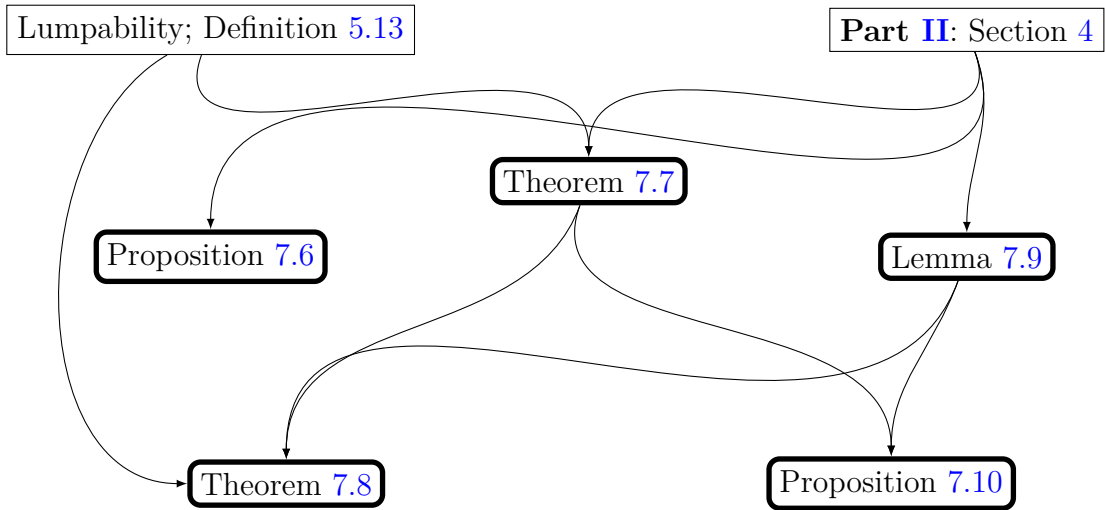 Lumpability; Definition 5.13
Part II: Section 4
Theorem 7.7
Proposition 7.6
Lemma 7.9
Theorem 7.8
Proposition 7.10